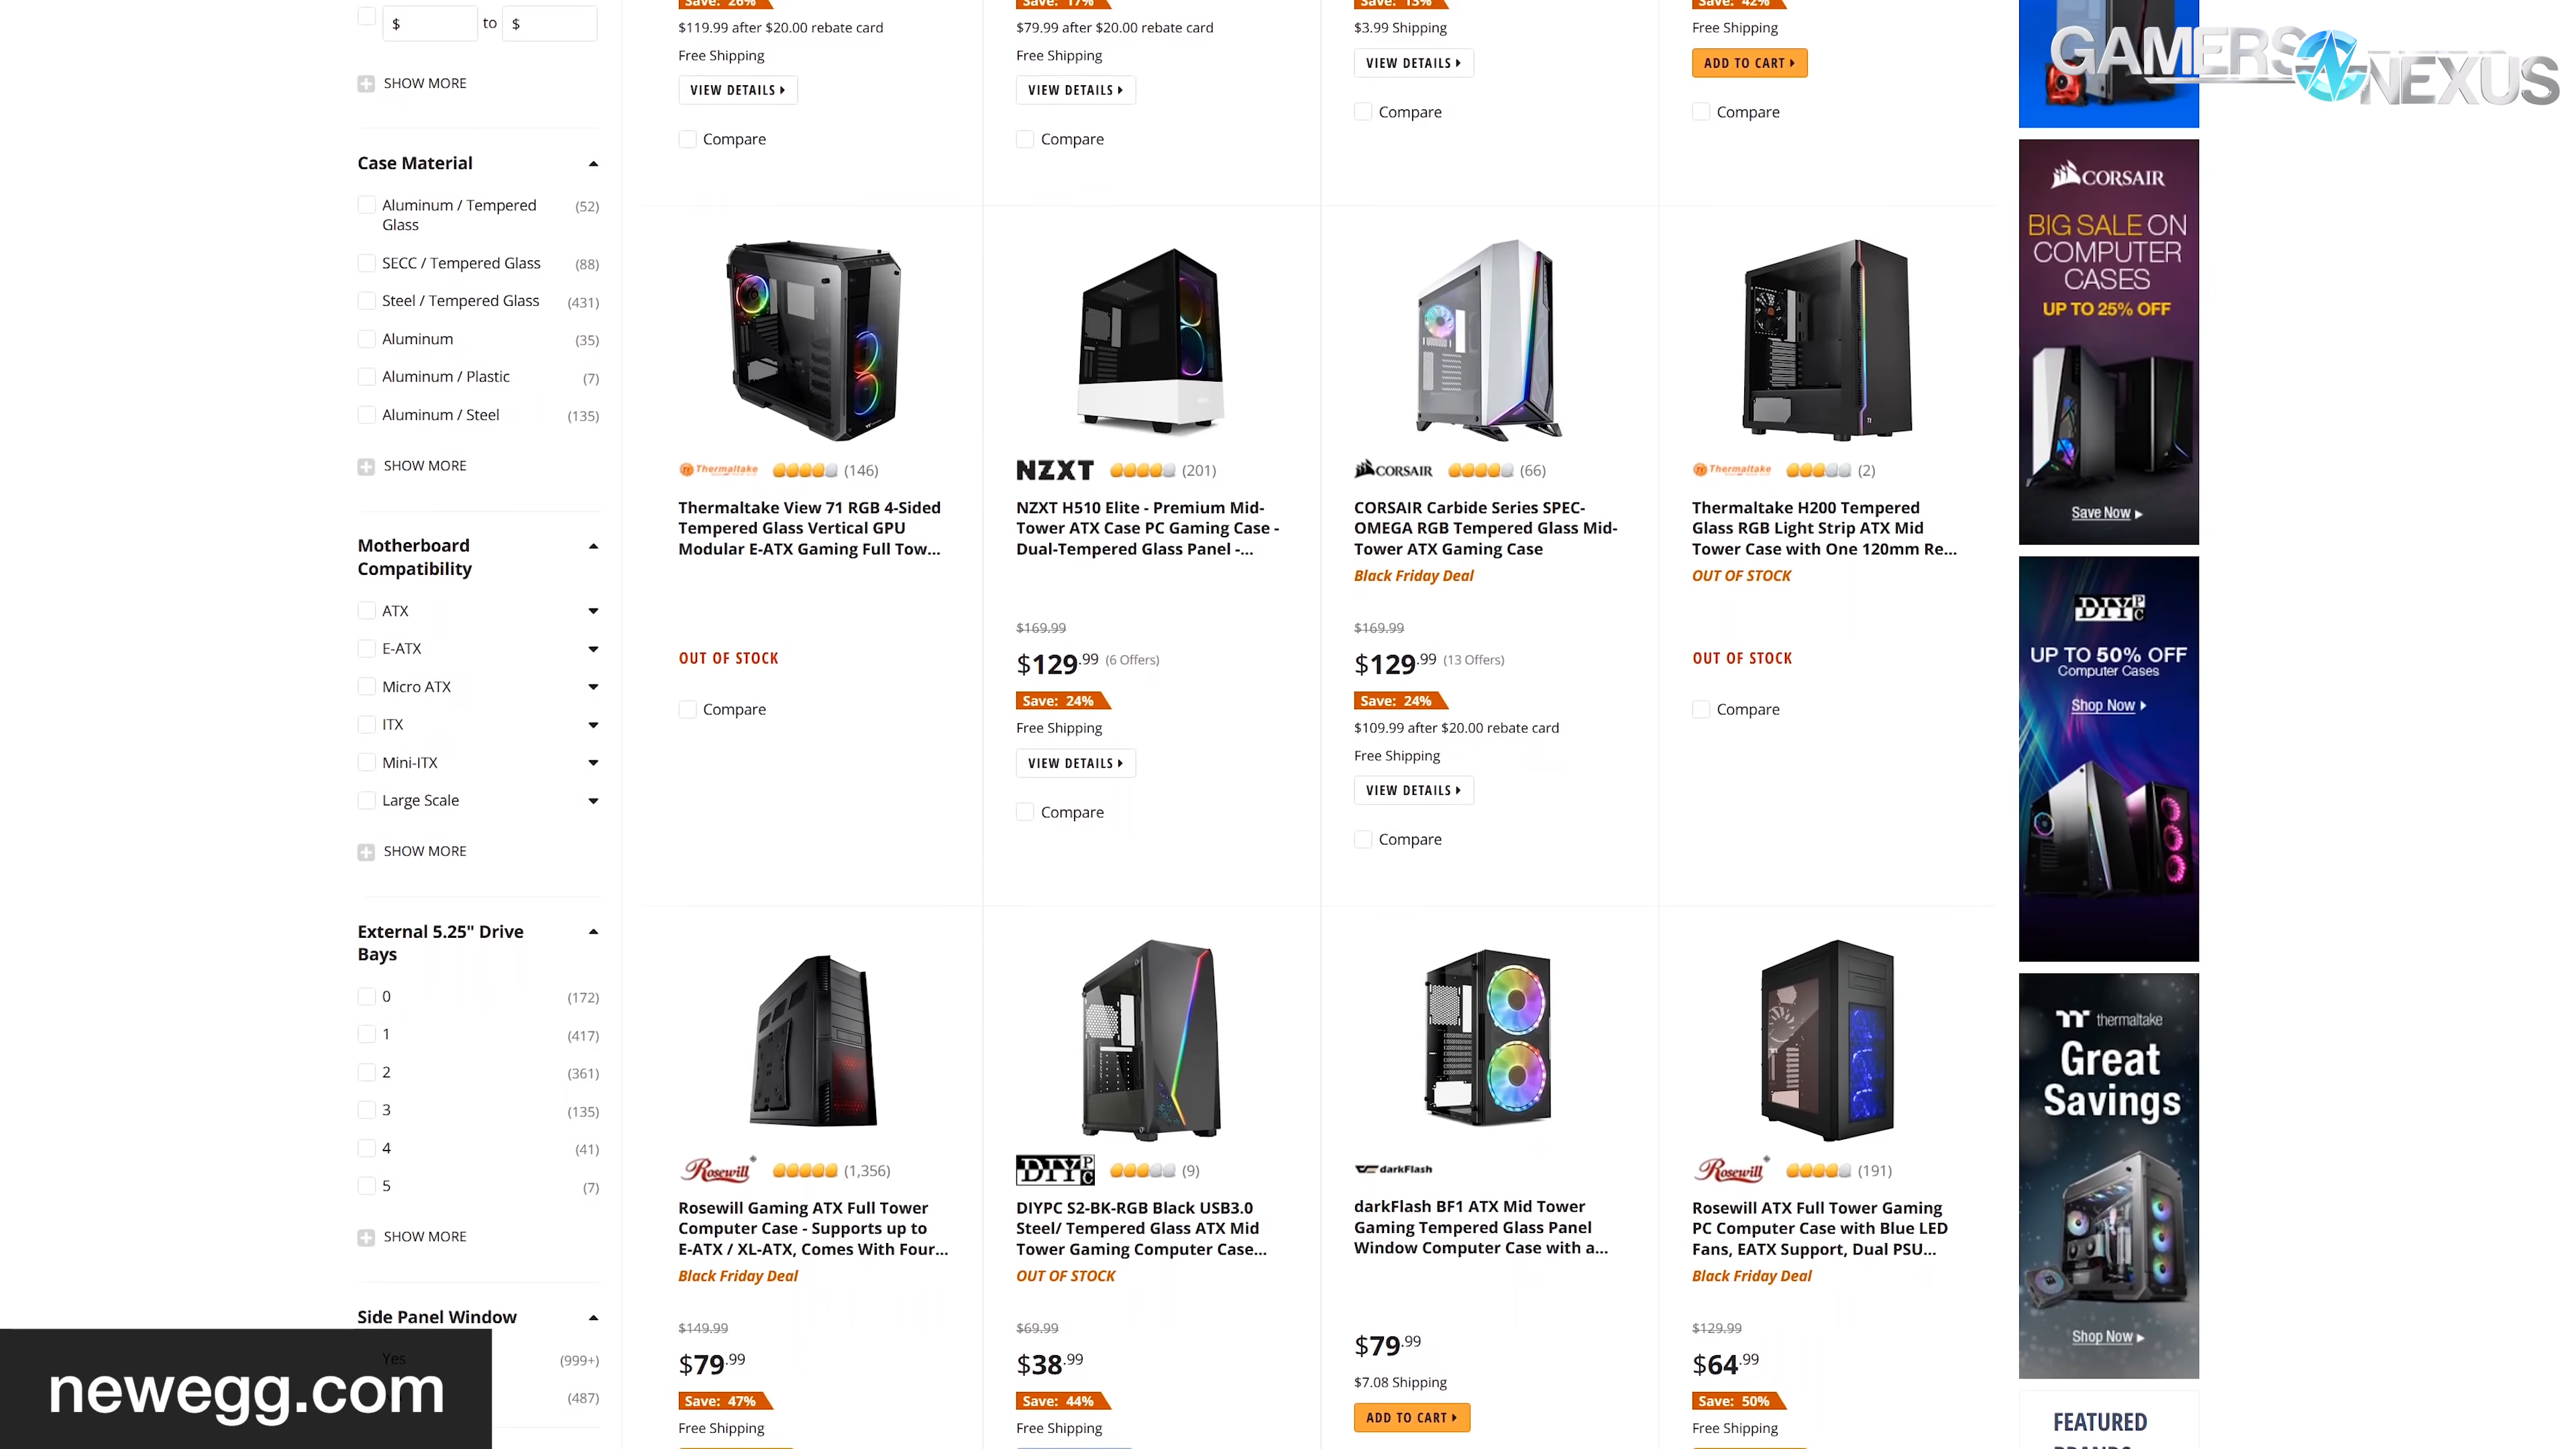 $ to $
SHOW MORE
Case Material
Aluminum / Tempered Glass (52)
SECC / Tempered Glass (88)
Steel / Tempered Glass (431)
Aluminum (35)
Aluminum / Plastic (7)
Aluminum / Steel (135)
SHOW MORE
Motherboard
Compatibility
ATX
E-ATX
Micro ATX
ITX
Mini-ITX
Large Scale
SHOW MORE
External 5.25" Drive
Bays
0 (172)
1 (417)
2 (361)
3 (135)
4 (41)
5 (7)
SHOW MORE
Side Panel Window
Yes (999+)
(487)
newegg.com
Save: 26%
$119.99 after $20.00 rebate card
Free Shipping
VIEW DETAILS
Compare
Save: 17%
$79.99 after $20.00 rebate card
Free Shipping
VIEW DETAILS
Compare
Save: 13%
$3.99 Shipping
VIEW DETAILS
Compare
Save: 42%
Free Shipping
ADD TO CART
Compare
Thermaltake (146)
Thermaltake View 71 RGB 4-Sided
Tempered Glass Vertical GPU
Modular E-ATX Gaming Full Tow...
OUT OF STOCK
Compare
NZXT (201)
NZXT H510 Elite - Premium Mid-
Tower ATX Case PC Gaming Case -
Dual-Tempered Glass Panel -...
$169.99
$129.99 (6 Offers)
Save: 24%
Free Shipping
VIEW DETAILS
Compare
CORSAIR (66)
CORSAIR Carbide Series SPEC-
OMEGA RGB Tempered Glass Mid-
Tower ATX Gaming Case
Black Friday Deal
$169.99
$129.99 (13 Offers)
Save: 24%
$109.99 after $20.00 rebate card
Free Shipping
VIEW DETAILS
Compare
Thermaltake (2)
Thermaltake H200 Tempered
Glass RGB Light Strip ATX Mid
Tower Case with One 120mm Re...
OUT OF STOCK
OUT OF STOCK
Compare
Rosewill (1,356)
Rosewill Gaming ATX Full Tower
Computer Case - Supports up to
E-ATX / XL-ATX, Comes With Four...
Black Friday Deal
$149.99
$79.99
Save: 47%
Free Shipping
DIYPC (9)
DIYPC S2-BK-RGB Black USB3.0
Steel/ Tempered Glass ATX Mid
Tower Gaming Computer Case...
OUT OF STOCK
$69.99
$38.99
Save: 44%
Free Shipping
darkFlash
darkFlash BF1 ATX Mid Tower
Gaming Tempered Glass Panel
Window Computer Case with a...
$79.99
$7.08 Shipping
ADD TO CART
Rosewill (191)
Rosewill ATX Full Tower Gaming
PC Computer Case with Blue LED
Fans, EATX Support, Dual PSU...
Black Friday Deal
$129.99
$64.99
Save: 50%
Free Shipping
GAMERS NEXUS
CORSAIR
BIG SALE ON
COMPUTER
CASES
UP TO 25% OFF
Save Now
DIYPC
UP TO 50% OFF
Computer Cases
Shop Now
thermaltake
Great
Savings
Shop Now
FEATURED